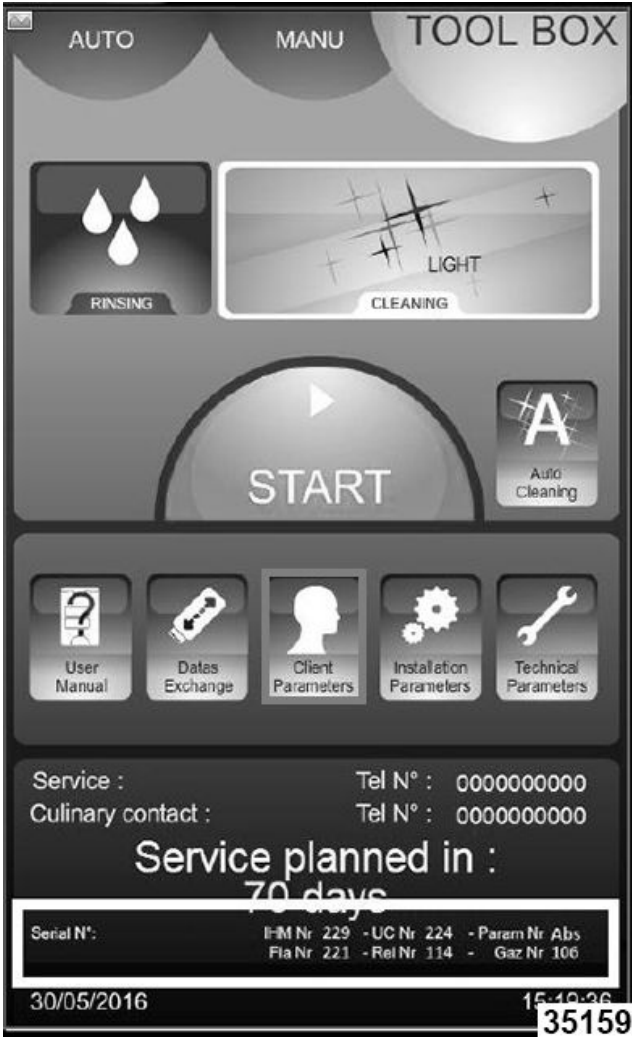 AUTO MANU TOOL BOX
LIGHT
RINSING CLEANING
START
A
Auto
Cleaning
?
User
Manual
Datas
Exchange
Client
Parameters
Installation
Parameters
Technical
Parameters
Service : Tel N° : 0000000000
Culinary contact : Tel N° : 0000000000
Service planned in :
70 days
Serial N°: IHM Nr 229 - UC Nr 224 - Param Nr Abs
Fla Nr 221 - Rel Nr 114 - Gaz Nr 106
30/05/2016 15:19:36
35159